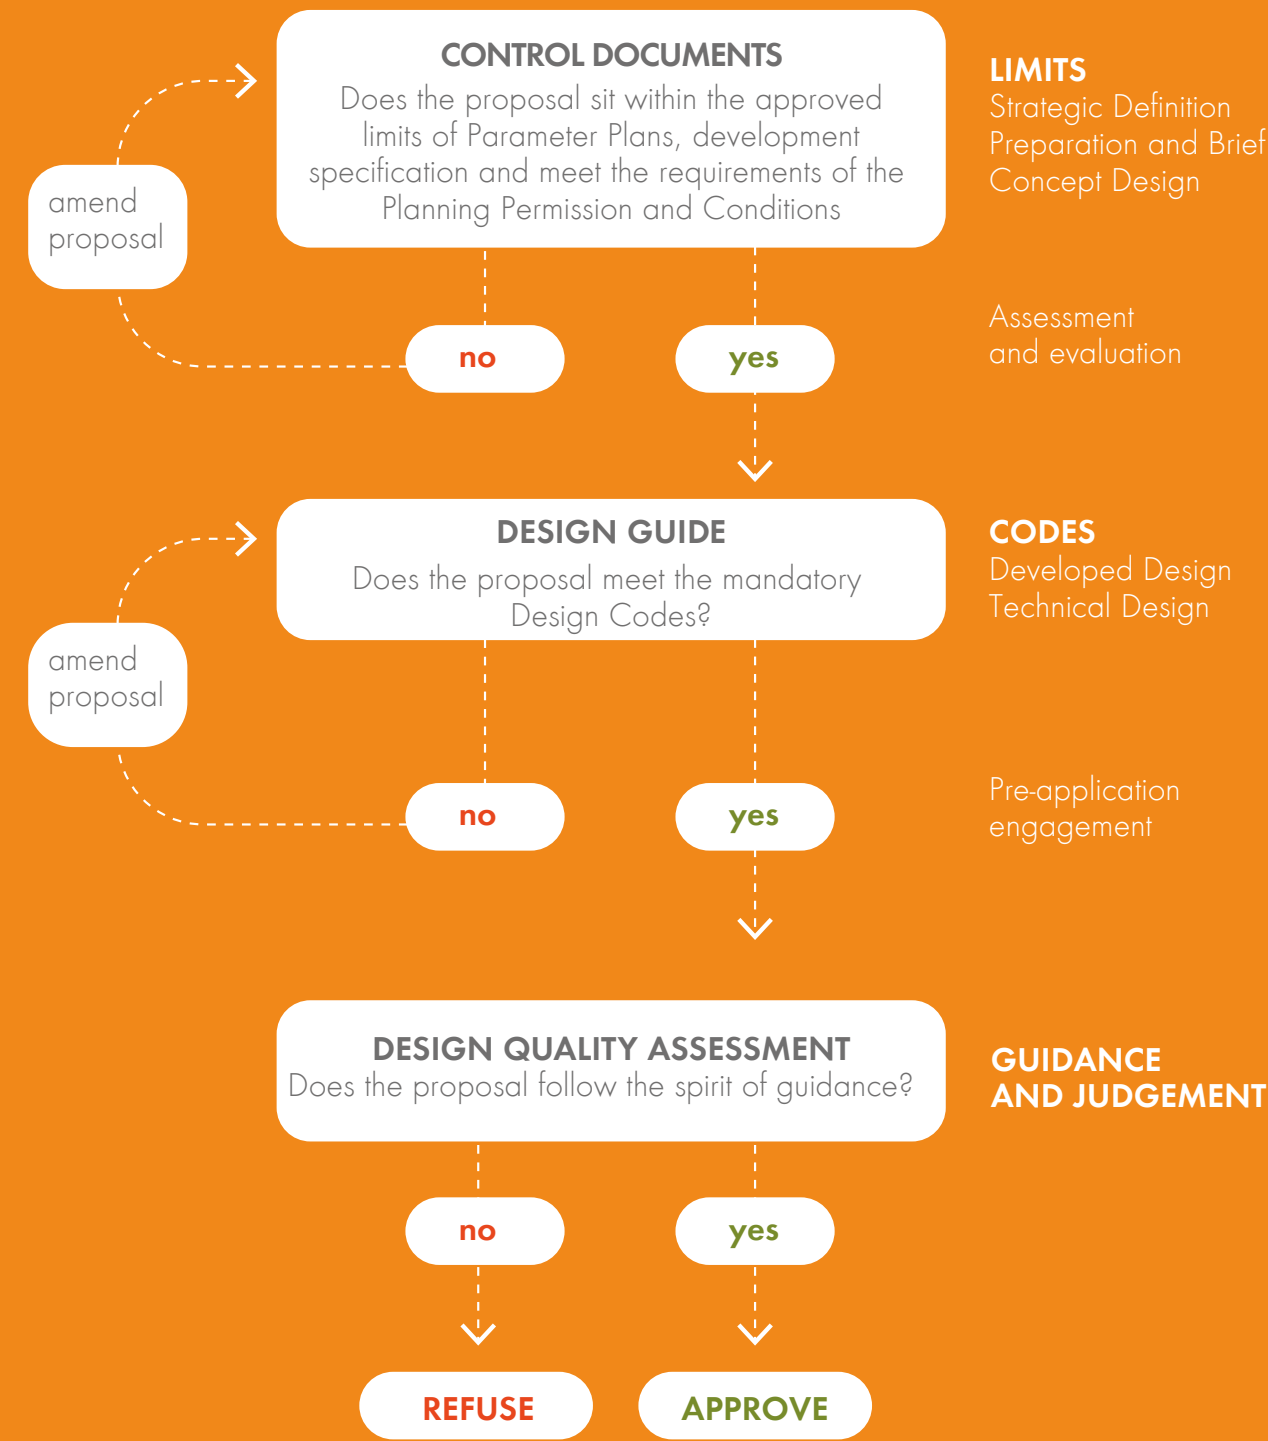 CONTROL DOCUMENTS
Does the proposal sit within the approved
limits of Parameter Plans, development
specification and meet the requirements of the
Planning Permission and Conditions
LIMITS
Strategic Definition
Preparation and Brief
Concept Design
amend
proposal
no
yes
Assessment
and evaluation
DESIGN GUIDE
Does the proposal meet the mandatory
Design Codes?
CODES
Developed Design
Technical Design
amend
proposal
no
yes
Pre-application
engagement
DESIGN QUALITY ASSESSMENT
Does the proposal follow the spirit of guidance?
GUIDANCE
AND JUDGEMENT
no
yes
REFUSE
APPROVE